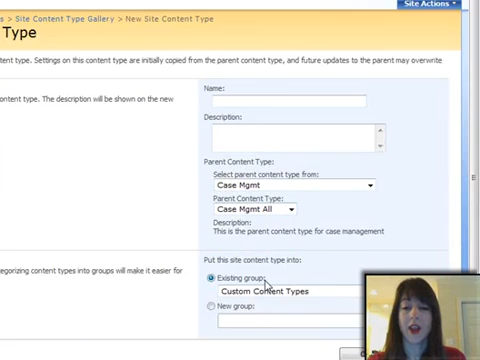 Site Actions
s > Site Content Type Gallery > New Site Content Type
Type
ntent type. Settings on this content type are initially copied from the parent content type, and future updates to the parent may overwrite
Name:
ontent type. The description will be shown on the new
Description:
Parent Content Type:
Select parent content type from:
Case Mgmt
Parent Content Type:
Case Mgmt All
Description:
This is the parent content type for case management
Put this site content type into:
egorizing content types into groups will make it easier for
Existing group:
Custom Content Types
New group: